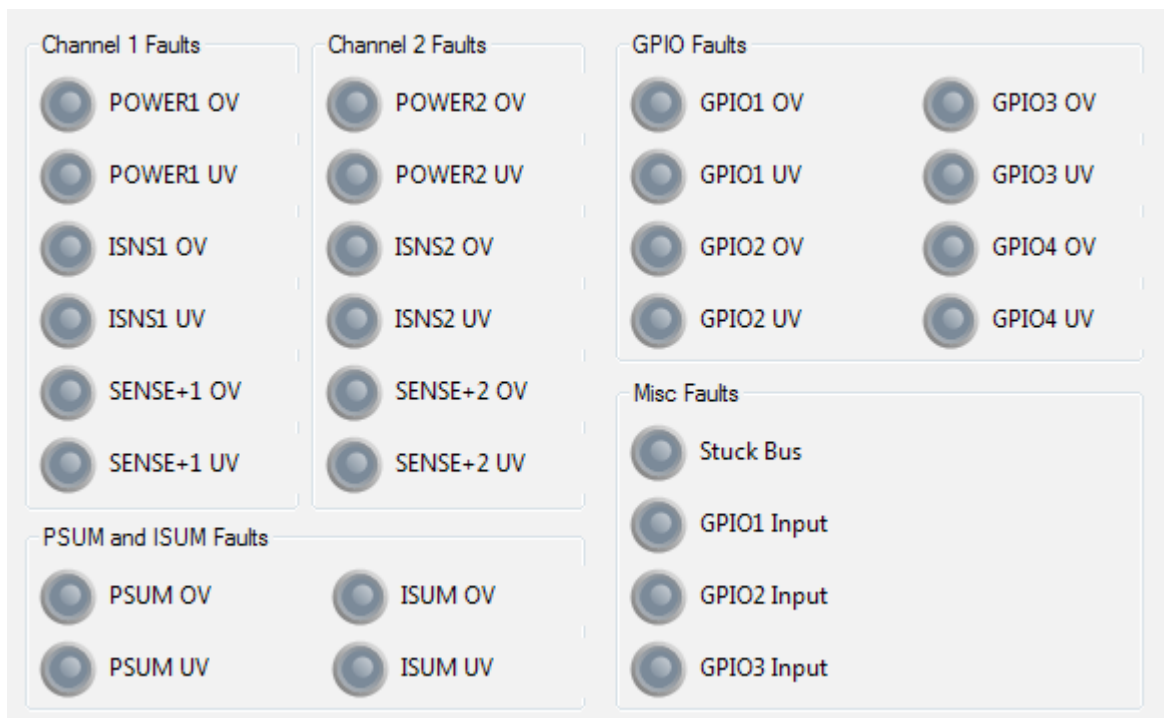 Channel 1 Faults
POWER1 OV
POWER1 UV
ISNS1 OV
ISNS1 UV
SENSE+1 OV
SENSE+1 UV
Channel 2 Faults
POWER2 OV
POWER2 UV
ISNS2 OV
ISNS2 UV
SENSE+2 OV
SENSE+2 UV
PSUM and ISUM Faults
PSUM OV
ISUM OV
PSUM UV
ISUM UV
GPIO Faults
GPIO1 OV
GPIO3 OV
GPIO1 UV
GPIO3 UV
GPIO2 OV
GPIO4 OV
GPIO2 UV
GPIO4 UV
Misc Faults
Stuck Bus
GPIO1 Input
GPIO2 Input
GPIO3 Input